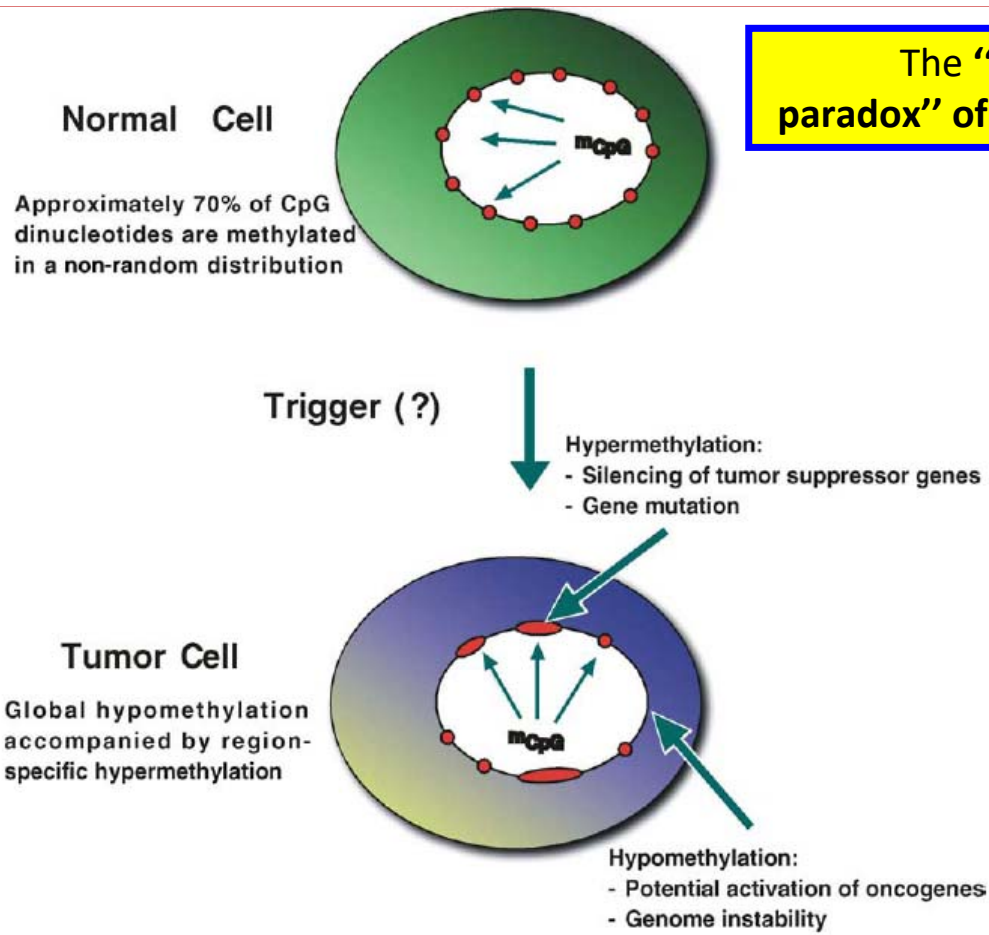 The “
paradox” of
Normal Cell
mCpG
Approximately 70% of CpG
dinucleotides are methylated
in a non-random distribution
Trigger (?)
Hypermethylation:
- Silencing of tumor suppressor genes
- Gene mutation
Tumor Cell
Global hypomethylation
accompanied by region-
specific hypermethylation
mCpG
Hypomethylation:
- Potential activation of oncogenes
- Genome instability